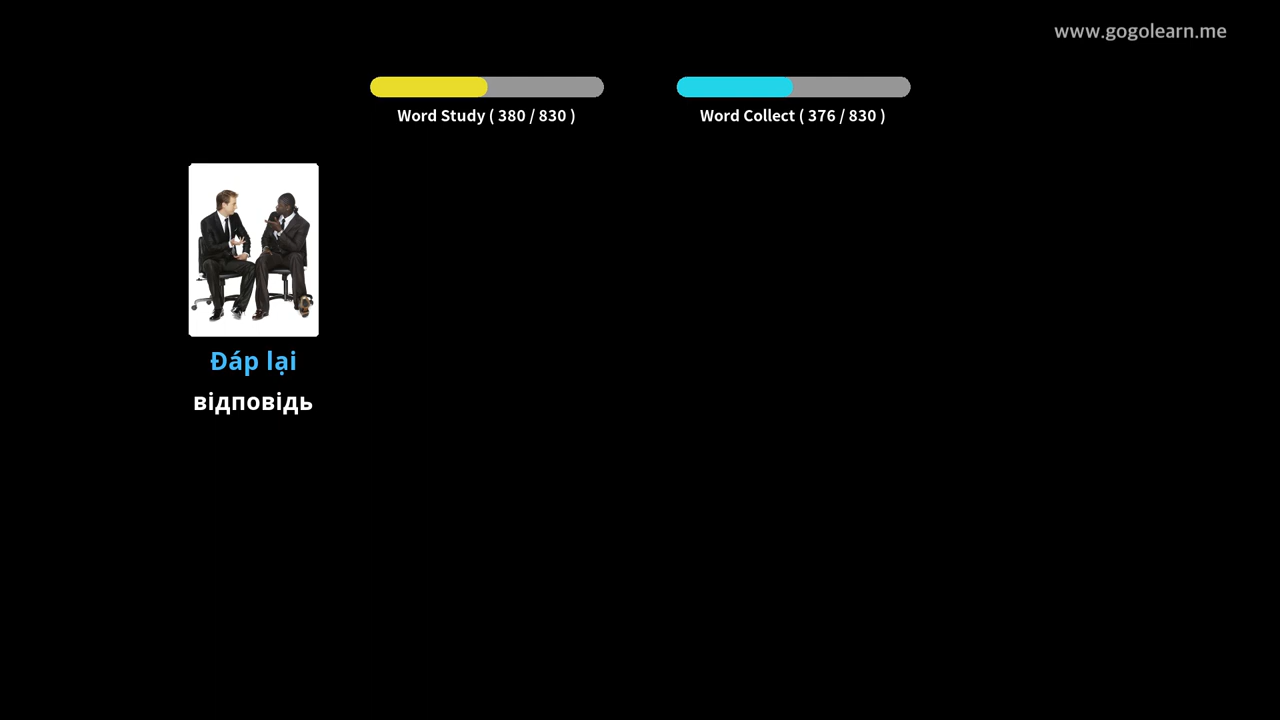 www.gogolearn.me
Word Study ( 380 / 830 )
Word Collect ( 376 / 830 )
Đáp lại
відповідь